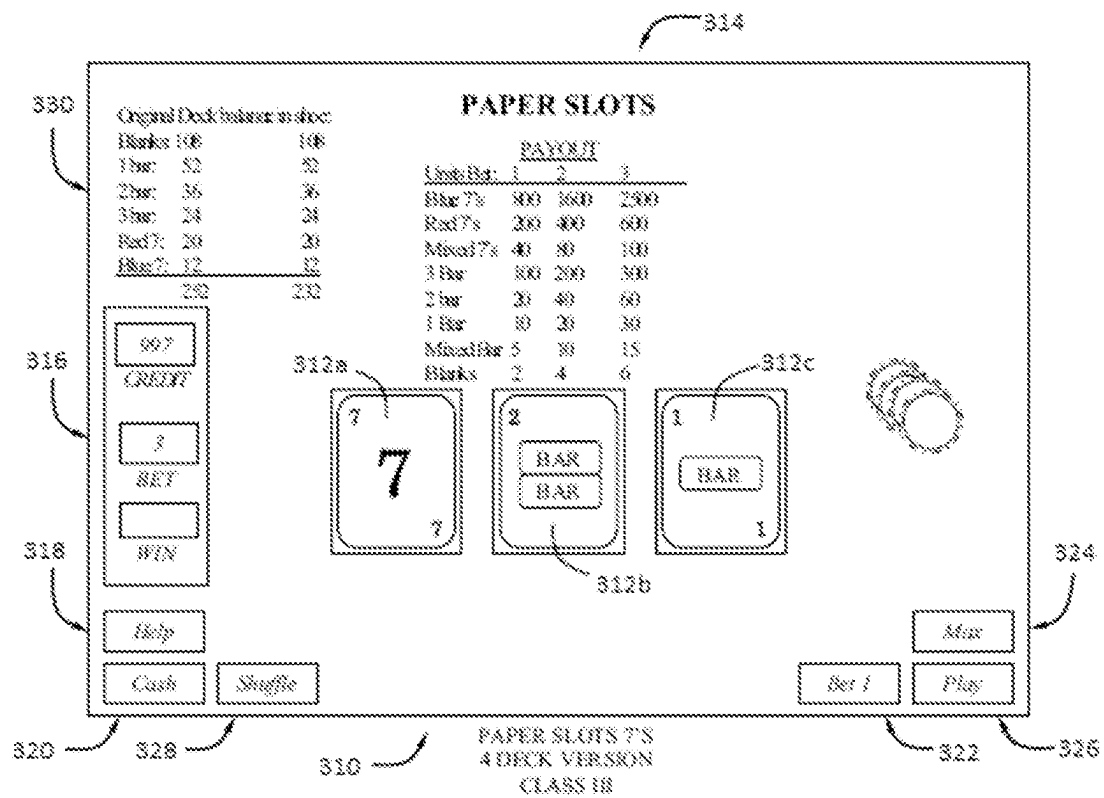 314
330
PAPER SLOTS
Original Deck balance in shoe:
Blanks: 108 108
1 bar: 52 52
2 bar: 36 36
3 bar: 24 24
Red 7: 20 20
Blue 7: 12 12
252 252
PAYOUT
Units Bet: 1 2 3
Blue 7's 800 1600 2500
Red 7's 200 400 600
Mixed 7's 40 80 100
3 Bar 100 200 300
2 bar 20 40 60
1 Bar 10 20 30
Mixed Bar 5 10 15
Blanks 2 4 6
316
997
CREDIT
3
BET
WIN
312a
312c
7
7
7
2
BAR
BAR
1
BAR
1
312b
318
324
Help
Max
Cash
Shuffle
Bet 1
Play
320
328
310
322
326
PAPER SLOTS 7'S
4 DECK VERSION
CLASS III